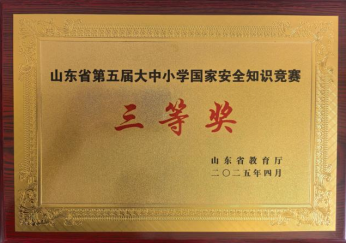 山东省第五届大中小学国家安全知识竞赛
三等奖
山东省教育厅
二〇二五年四月